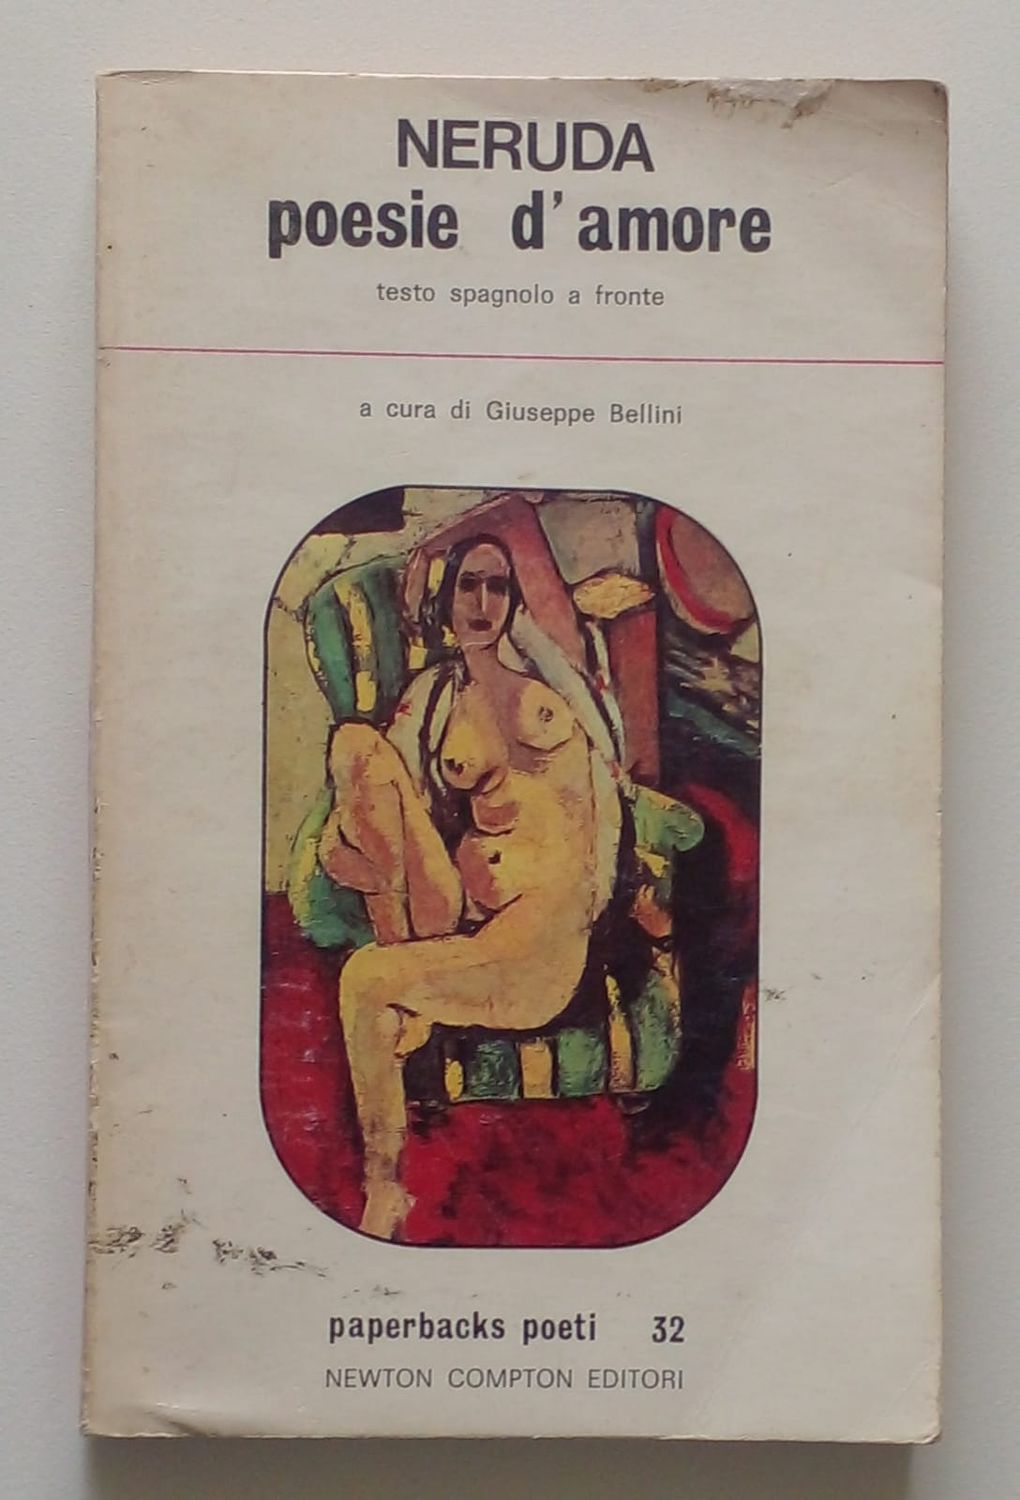 NERUDA
poesie d'amore
testo spagnolo a fronte
a cura di Giuseppe Bellini
paperbacks poeti 32
NEWTON COMPTON EDITORI